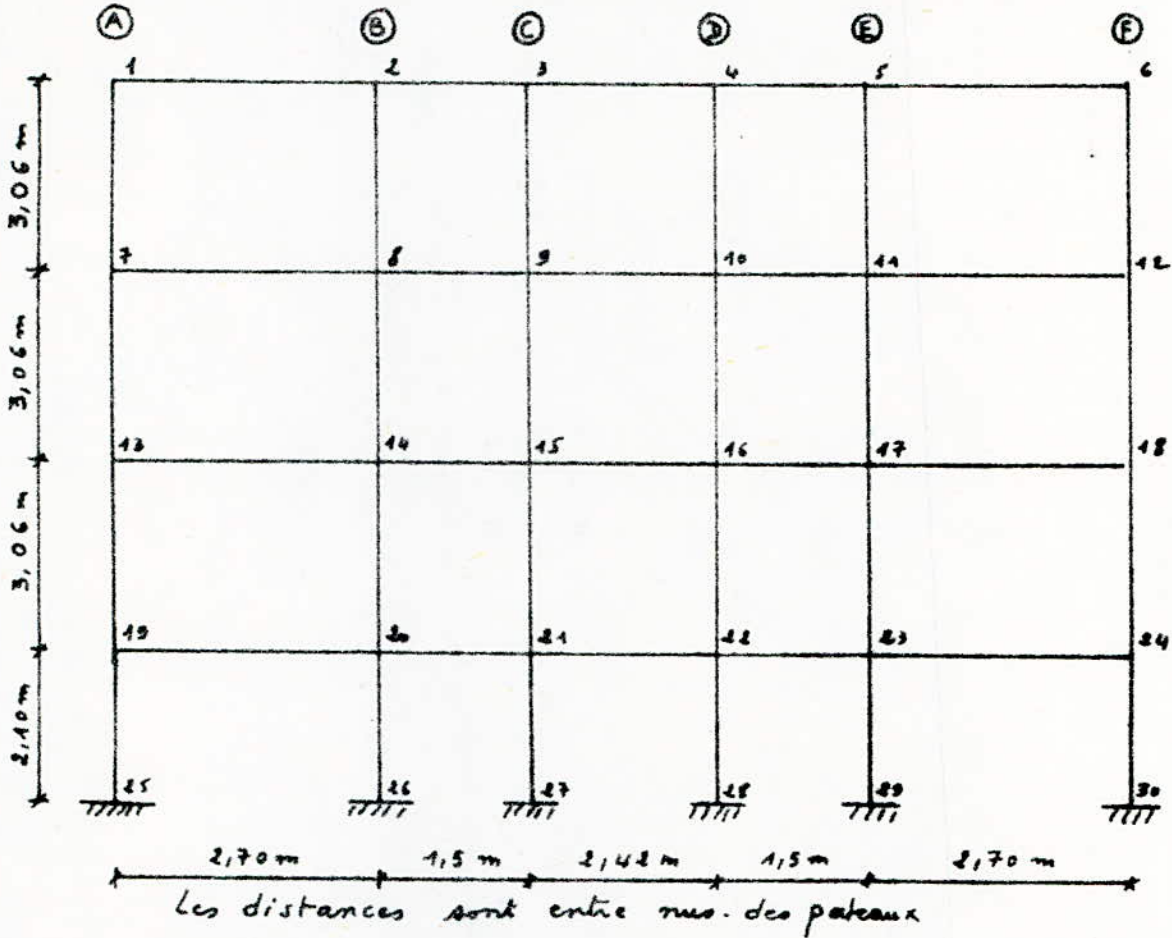 A B C D E F
1 2 3 4 5 6
3,06 m
7 8 9 10 11 12
3,06 m
13 14 15 16 17 18
3,06 m
19 20 21 22 23 24
2,10 m
25 26 27 28 29 30
2,70 m 1,5 m 2,42 m 1,5 m 2,70 m
Les distances sont entre nus. des poteaux